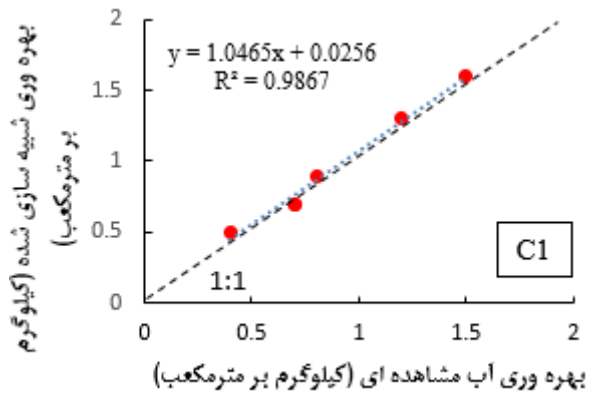 بهره وری شبیه سازی شده (کیلوگرم
بر مترمکعب)
2
1.5
1
0.5
0
y = 1.0465x + 0.0256
R² = 0.9867
1:1
C1
0
0.5
1
1.5
2
بهره وری آب مشاهده ای (کیلوگرم بر مترمکعب)